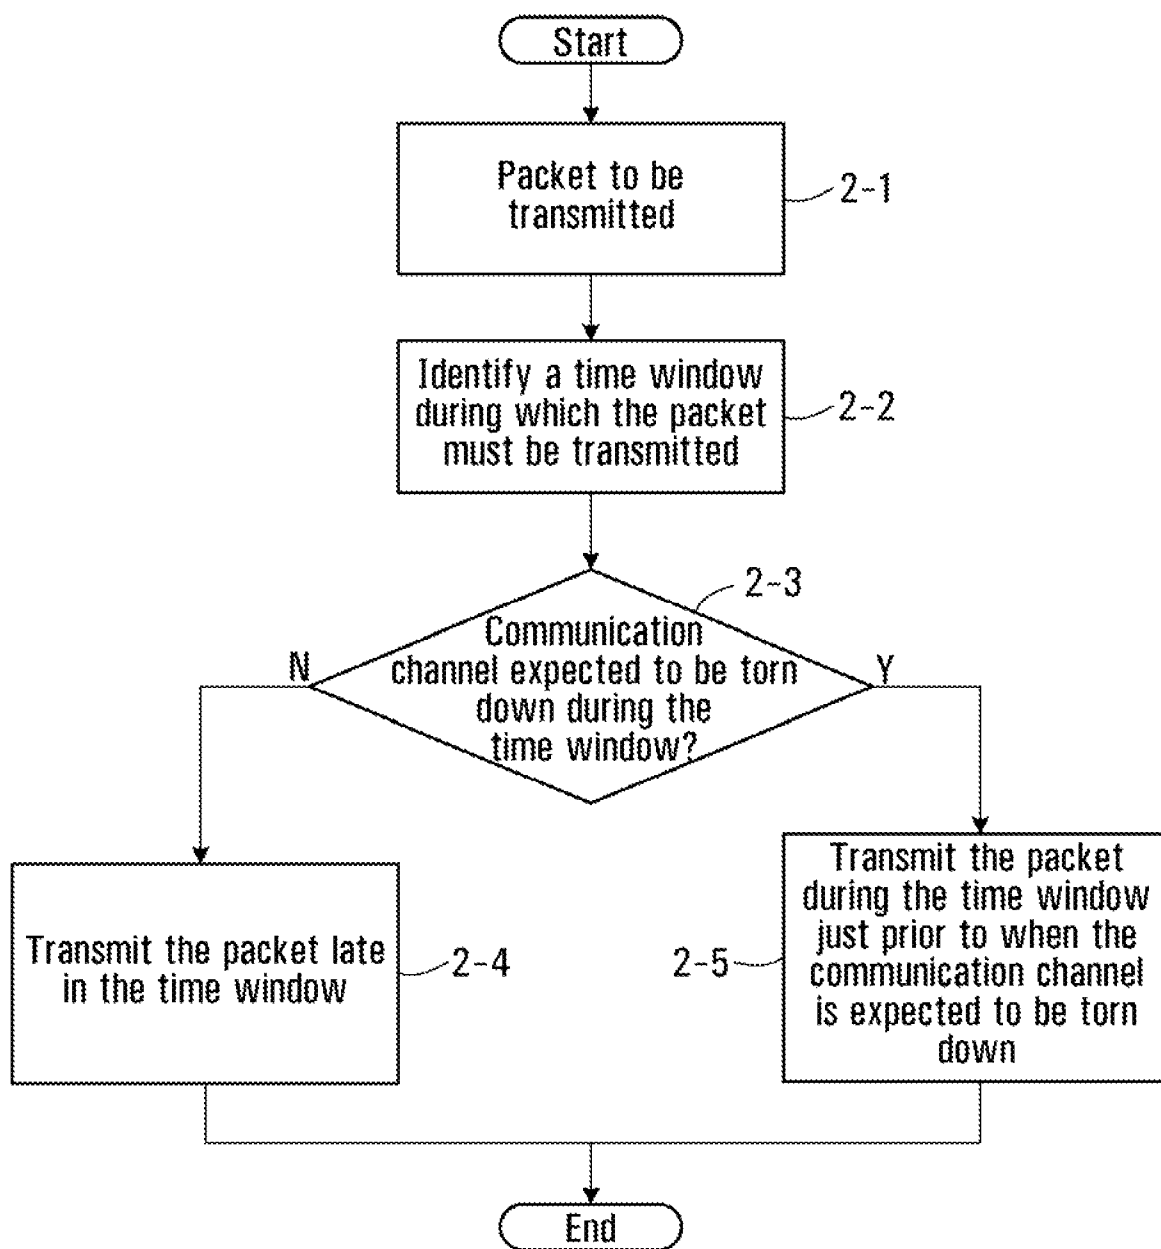 Start
Packet to be
transmitted
2-1
Identify a time window
during which the packet
must be transmitted
2-2
2-3
Communication
channel expected to be torn
down during the
time window?
N
Y
Transmit the packet late
in the time window
2-4
2-5
Transmit the packet
during the time window
just prior to when the
communication channel
is expected to be torn
down
End